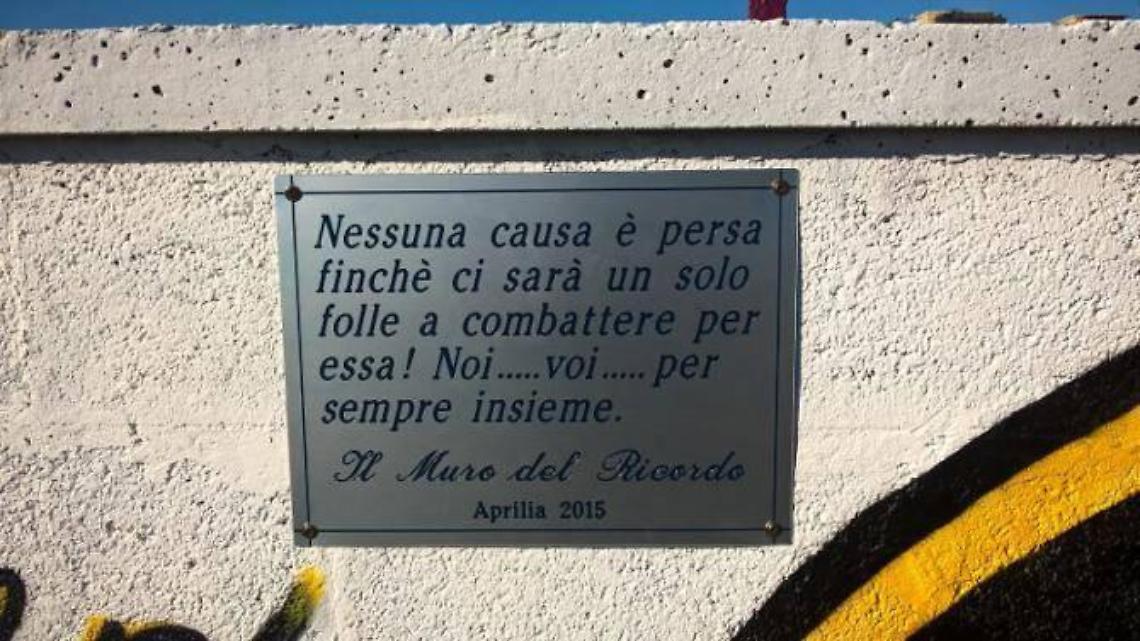 Nessuna causa è persa
finchè ci sarà un solo
folle a combattere per
essa! Noi.....voi.....per
sempre insieme.
Il Muro del Ricordo
Aprilia 2015